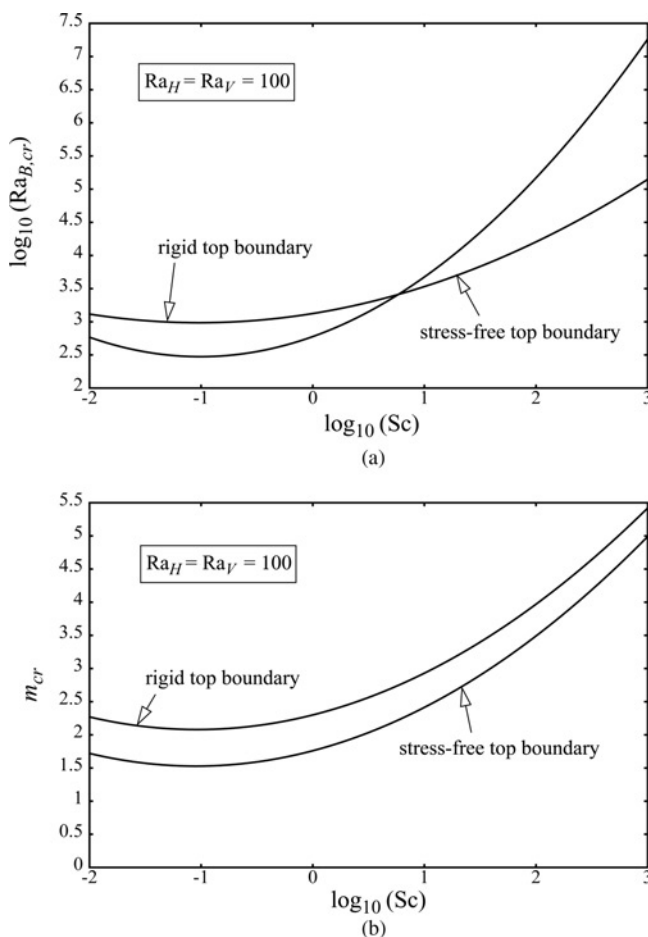 7.5
7
6.5
6
5.5
5
4.5
4
3.5
3
2.5
2
log₁₀ (Ra_{B,cr})
Ra_H = Ra_V = 100
rigid top boundary
stress-free top boundary
-2 -1 0 1 2 3
log₁₀ (Sc)
(a)
5.5
5
4.5
4
3.5
3
2.5
2
1.5
1
0.5
0
m_{cr}
Ra_H = Ra_V = 100
rigid top boundary
stress-free top boundary
-2 -1 0 1 2 3
log₁₀ (Sc)
(b)